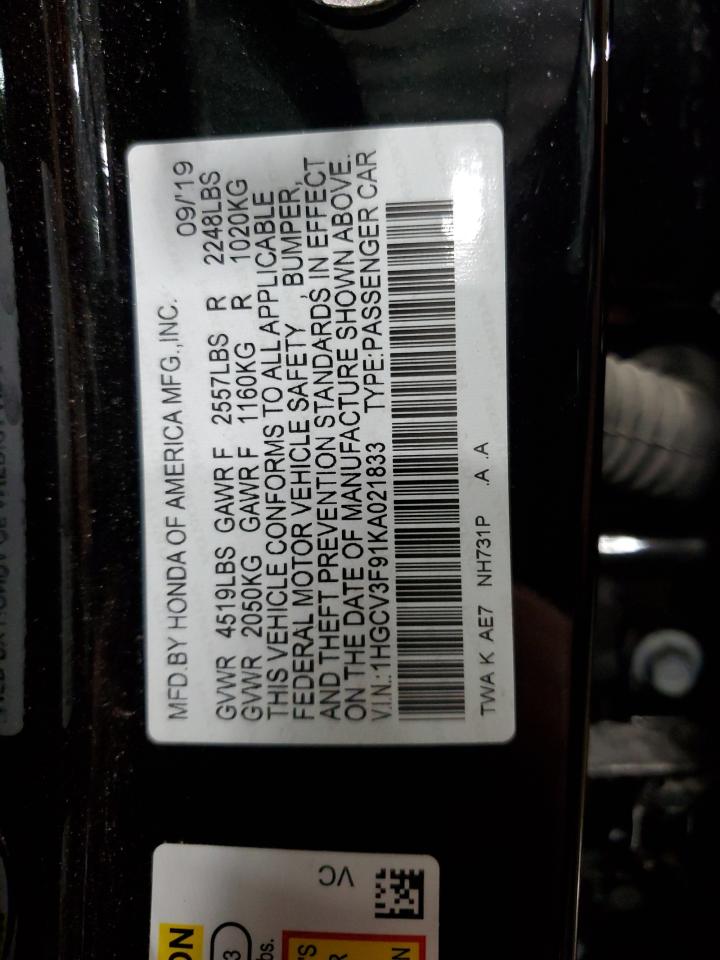 MFD.BY HONDA OF AMERICA MFG.,INC. 09/'19
GVWR 4519LBS GAWR F 2557LBS R 2248LBS
GVWR 2050KG GAWR F 1160KG R 1020KG
THIS VEHICLE CONFORMS TO ALL APPLICABLE
FEDERAL MOTOR VEHICLE SAFETY, BUMPER,
AND THEFT PREVENTION STANDARDS IN EFFECT
ON THE DATE OF MANUFACTURE SHOWN ABOVE.
V.I.N.:1HGCV3F91KA021833 TYPE:PASSENGER CAR
TWA K AE7 NH731P .A .A
VC